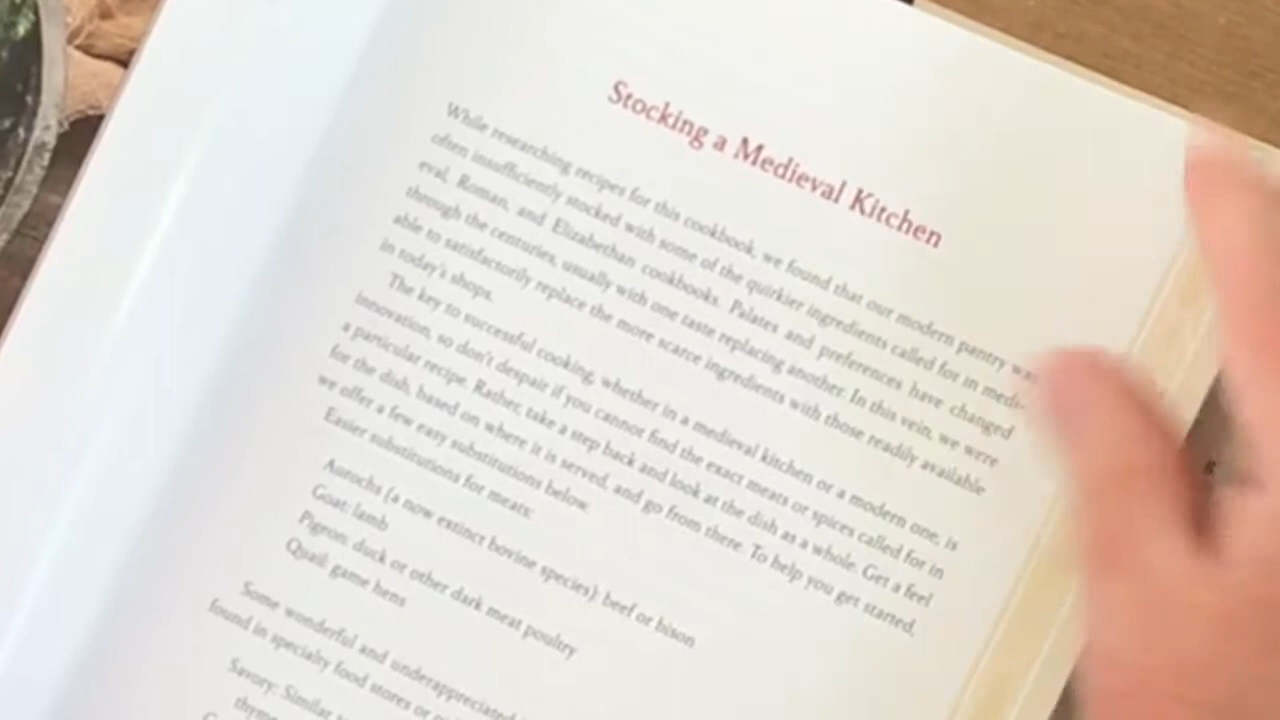 Stocking a Medieval Kitchen
While researching recipes for this cookbook, we found that our modern pantry was
often insufficiently stocked with some of the quirkier ingredients called for in medi-
eval, Roman, and Elizabethan cookbooks. Palates and preferences have changed
through the centuries, usually with one taste replacing another. In this vein, we were
able to satisfactorily replace the more scarce ingredients with those readily available
in today's shops.
The key to successful cooking, whether in a medieval kitchen or a modern one, is
innovation, so don't despair if you cannot find the exact meats or spices called for in
a particular recipe. Rather, take a step back and look at the dish as a whole. Get a feel
for the dish, based on where it is served, and go from there. To help you get started,
we offer a few easy substitutions below.
Easier substitutions for meats:
Aurochs (a now extinct bovine species): beef or bison
Goat: lamb
Pigeon: duck or other dark meat poultry
Quail: game hens
Some wonderful and underappreciated
found in specialty food stores or
Savory: Similar
thyme